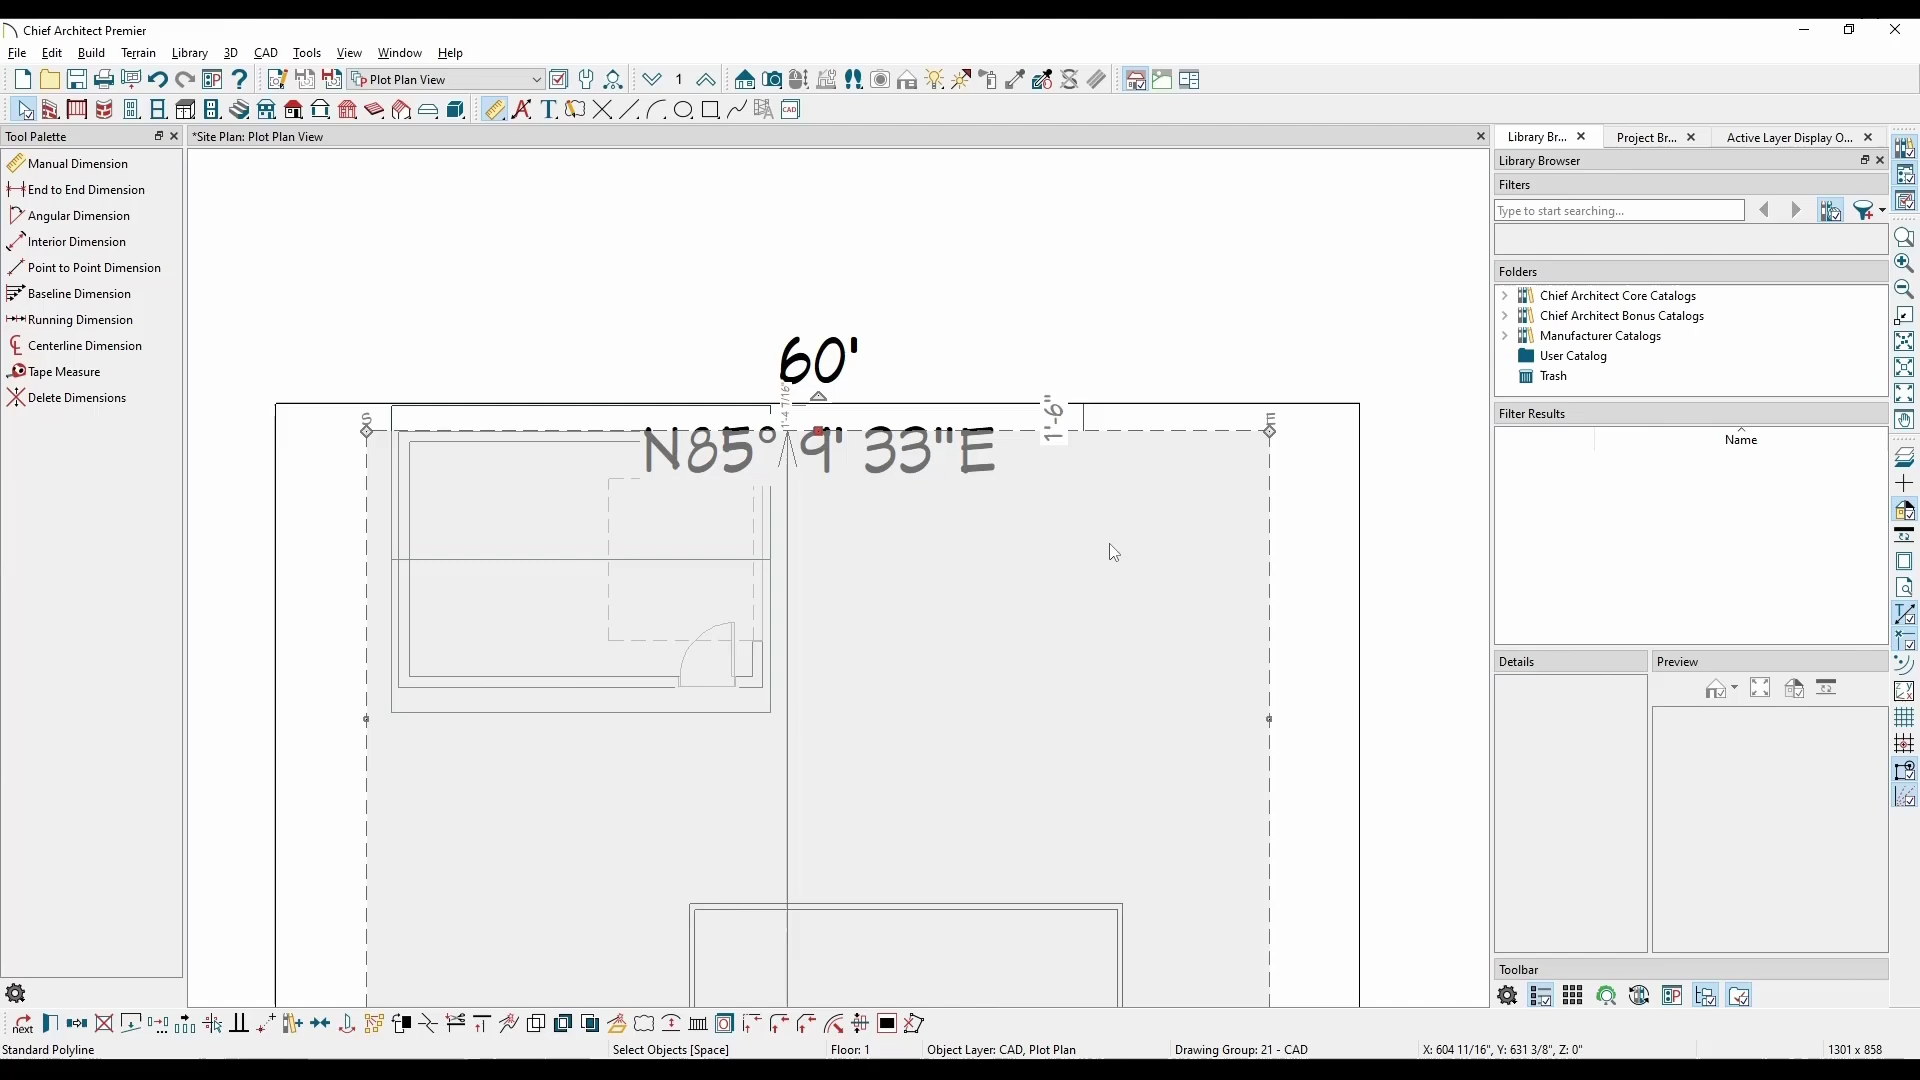 Chief Architect Premier
File Edit Build Terrain Library 3D CAD Tools View Window Help
Plot Plan View
1
CAD
Tool Palette
*Site Plan: Plot Plan View
Library Br...
Project Br...
Active Layer Display O...
Manual Dimension
End to End Dimension
Angular Dimension
Interior Dimension
Point to Point Dimension
Baseline Dimension
Running Dimension
Centerline Dimension
Tape Measure
Delete Dimensions
60'
1'-6"
S
E
N85° 9' 33"E
Library Browser
Filters
Type to start searching...
Folders
Chief Architect Core Catalogs
Chief Architect Bonus Catalogs
Manufacturer Catalogs
User Catalog
Trash
Filter Results
Name
Details
Preview
Toolbar
next
Standard Polyline
Select Objects [Space]
Floor: 1
Object Layer: CAD, Plot Plan
Drawing Group: 21 - CAD
X: 604 11/16", Y: 631 3/8", Z: 0"
1301 x 858